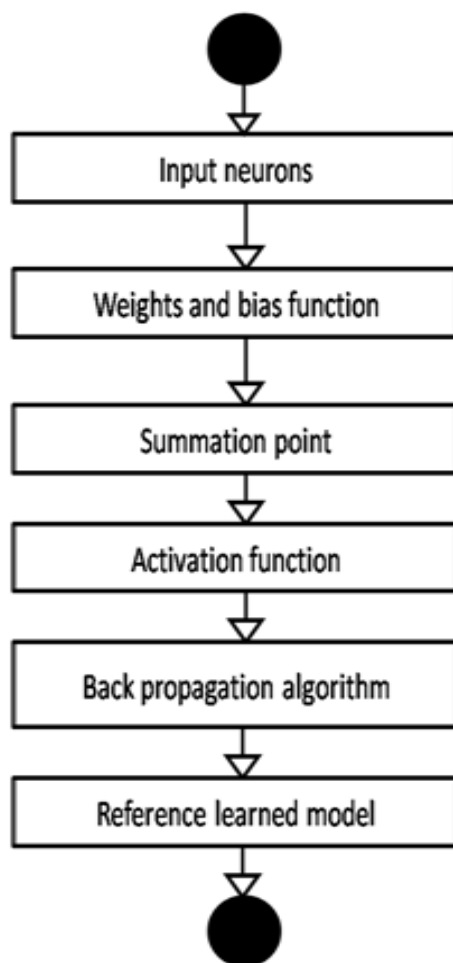 Input neurons
Weights and bias function
Summation point
Activation function
Back propagation algorithm
Reference learned model